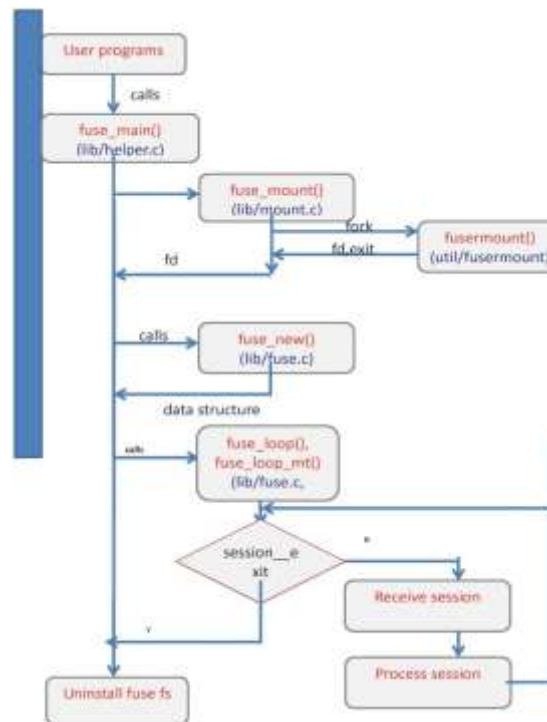 User programs
calls
fuse_main()
(lib/helper.c)
fuse_mount()
(lib/mount.c)
fork
fd,exit
fusermount()
(util/fusermount)
fd
calls
fuse_new()
(lib/fuse.c)
data structure
calls
fuse_loop(),
fuse_loop_mt()
(lib/fuse.c,
session__e
xit
Receive session
Process session
Uninstall fuse fs